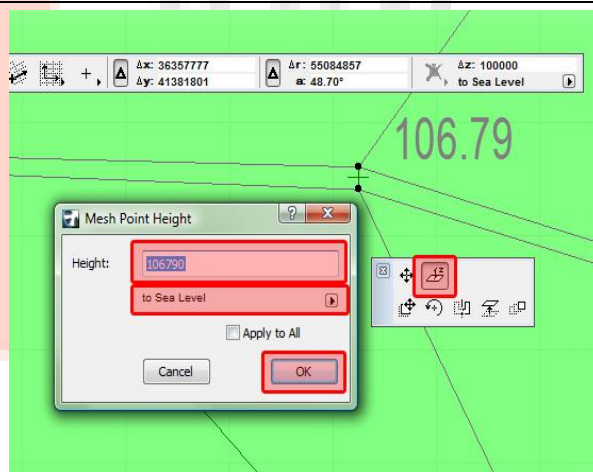 Δx: 36357777
Δy: 41381801
Δr: 55084857
a: 48.70°
Δz: 100000
to Sea Level
106.79
Mesh Point Height
Height:
106790
to Sea Level
Apply to All
Cancel
OK